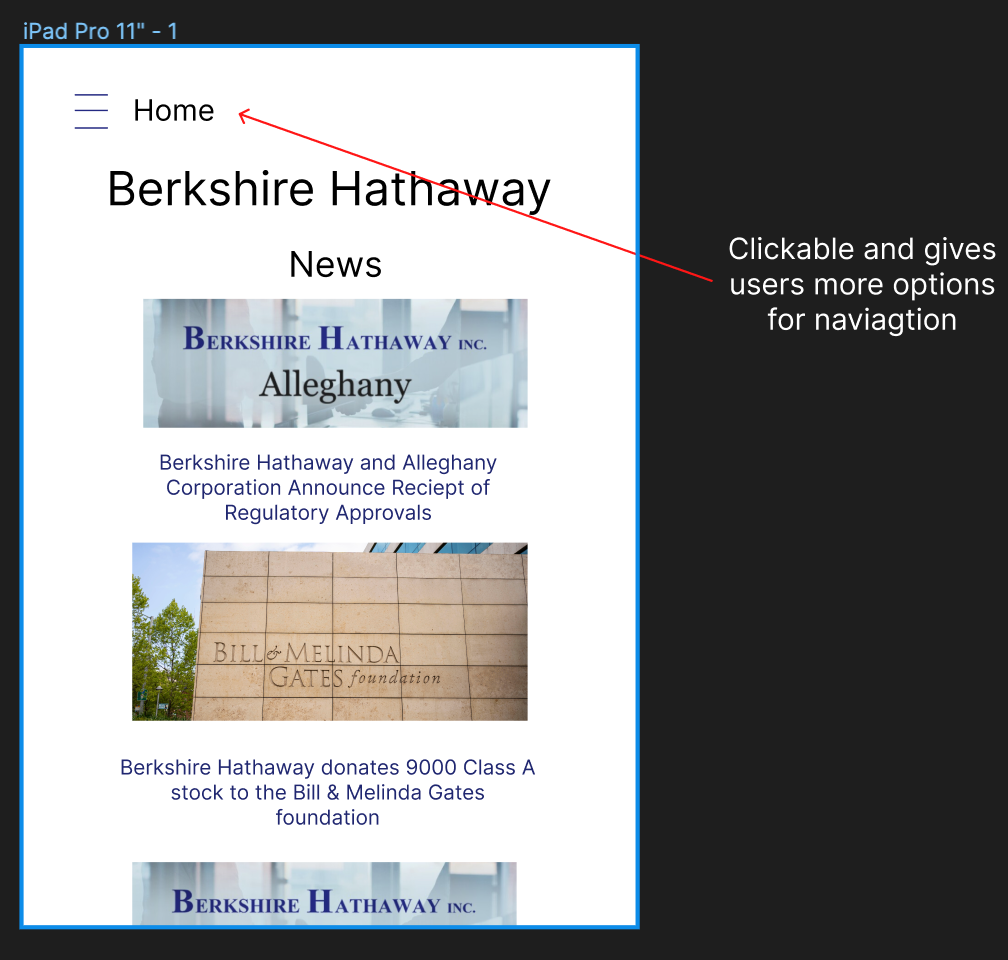 iPad Pro 11" - 1
Home
Berkshire Hathaway
Clickable and gives
users more options
for naviagtion
News
BERKSHIRE HATHAWAY INC.
Alleghany
Berkshire Hathaway and Alleghany
Corporation Announce Reciept of
Regulatory Approvals
BILL & MELINDA
GATES foundation
Berkshire Hathaway donates 9000 Class A
stock to the Bill & Melinda Gates
foundation
BERKSHIRE HATHAWAY INC.